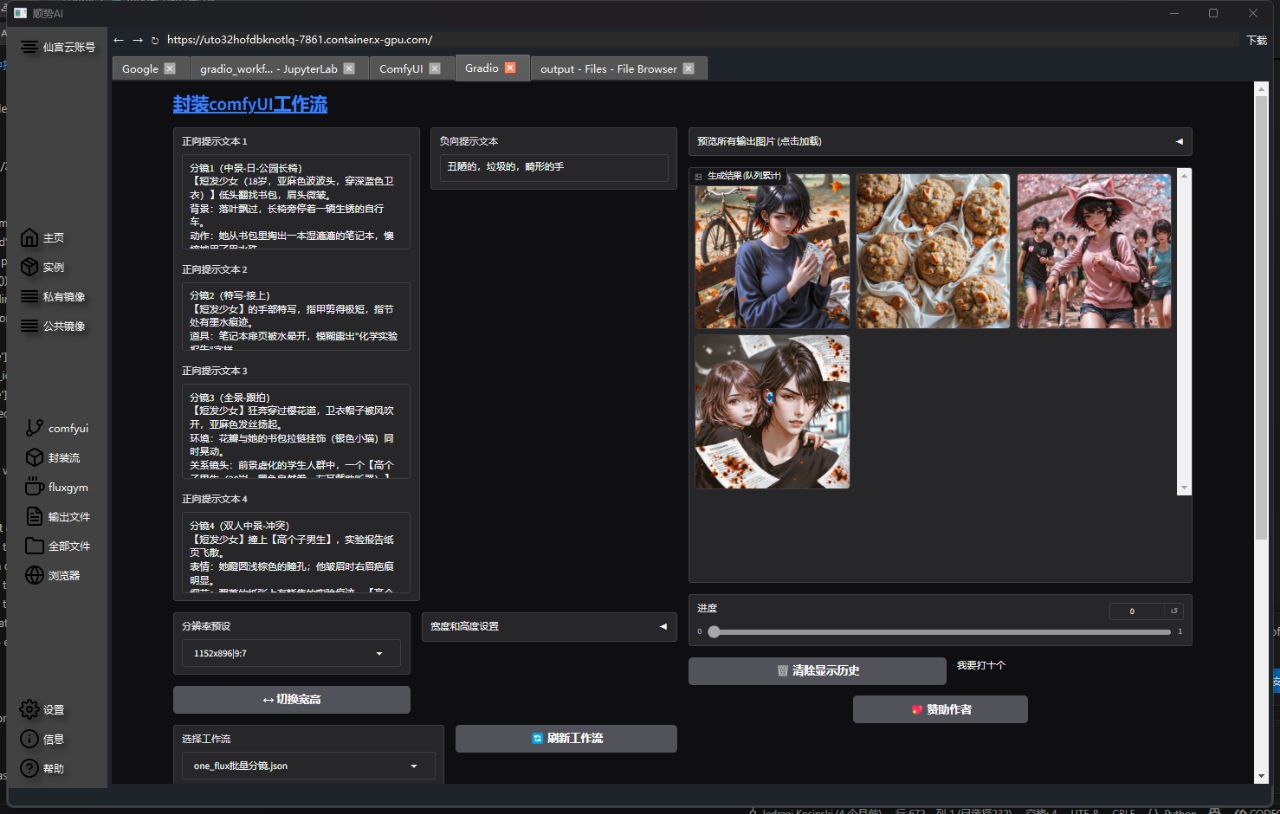 顺势AI
仙宫云账号
https://uto32hofdbknotlq-7861.container.x-gpu.com/
下载
Google
gradio_workf... - JupyterLab
ComfyUI
Gradio
output - Files - File Browser
主页
实例
私有镜像
公共镜像
comfyui
封装流
fluxgym
输出文件
全部文件
浏览器
设置
信息
帮助
封装comfyUI工作流
正向提示文本 1
分镜1（中景-日-公园长椅）
【短发少女（18岁，亚麻色波波头，穿深蓝色卫
衣）】低头翻找书包，眉头微皱。
背景：落叶飘过，长椅旁停着一辆生锈的自行
车。
动作：她从书包里掏出一本湿漉漉的笔记本，懊
正向提示文本 2
分镜2（特写-接上）
【短发少女】的手部特写，指甲剪得极短，指节
处有墨水痕迹。
道具：笔记本扉页被水晕开，模糊露出"化学实验
报告"字样
正向提示文本 3
分镜3（全景-跟拍）
【短发少女】狂奔穿过樱花道，卫衣帽子被风吹
开，亚麻色发丝扬起。
环境：花瓣与她的书包拉链挂饰（银色小猫）同
时晃动。
关系镜头：前景虚化的学生人群中，一个【高个
正向提示文本 4
分镜4（双人中景-冲突）
【短发少女】撞上【高个子男生】，实验报告纸
页飞散。
表情：她瞪圆浅棕色的瞳孔；他皱眉时右眉疤痕
明显。
负向提示文本
丑陋的，垃圾的，畸形的手
预览所有输出图片 (点击加载)
生成结果 (队列累计)
分辨率预设
1152x896|9:7
宽度和高度设置
↔ 切换宽高
选择工作流
one_flux批量分镜.json
刷新工作流
进度
0
0
1
清除显示历史
我要打十个
赞助作者